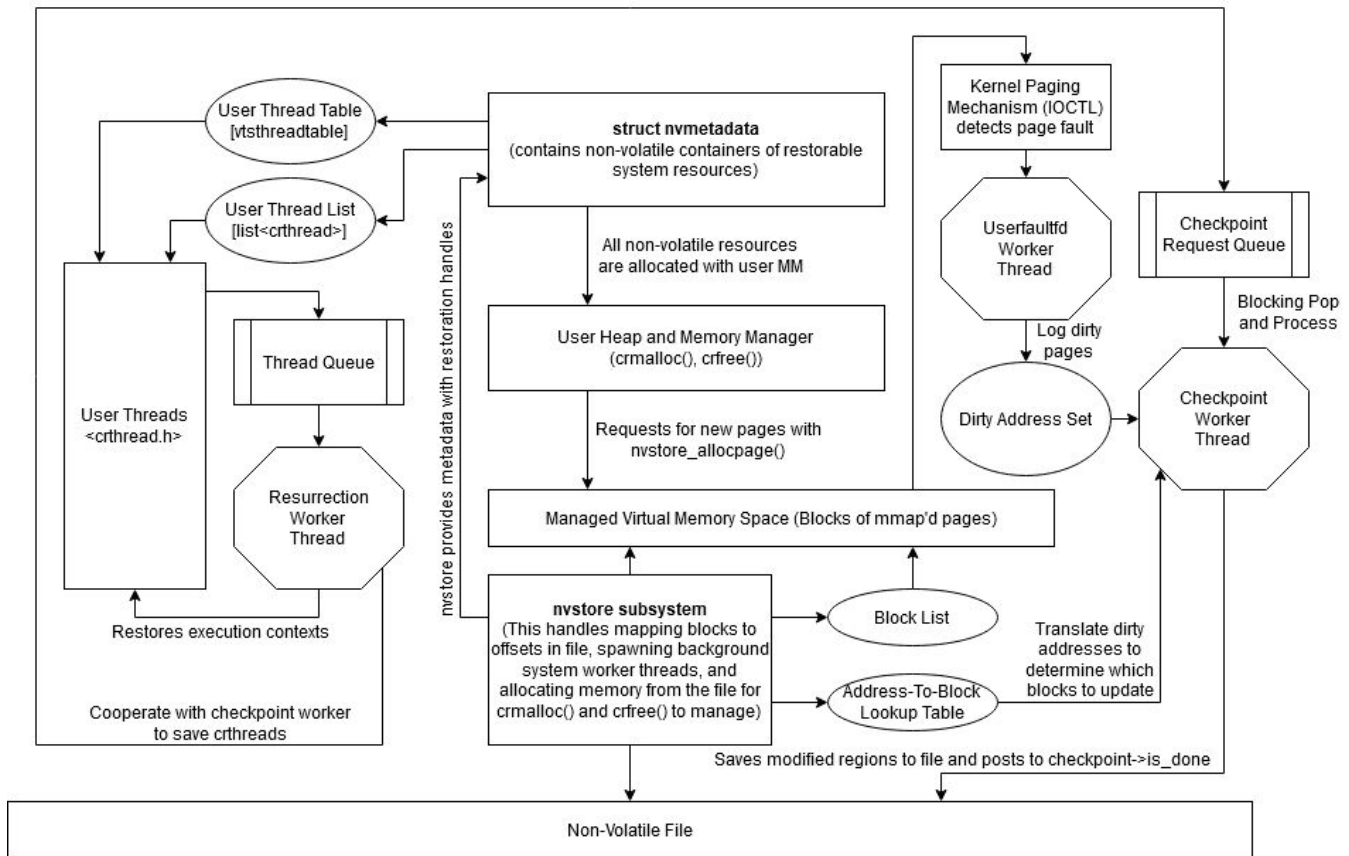 User Thread Table
[vtsthreadtable]
User Thread List
[list<crthread>]
struct nvmetadata
(contains non-volatile containers of restorable
system resources)
Kernel Paging
Mechanism (IOCTL)
detects page fault
Userfaultfd
Worker
Thread
Checkpoint
Request Queue
All non-volatile resources
are allocated with user MM
Blocking Pop
and Process
Log dirty
pages
User Heap and Memory Manager
(crmalloc(), crfree())
Thread Queue
User Threads
<crthread.h>
Dirty Address Set
Checkpoint
Worker
Thread
Requests for new pages with
nvstore_allocpage()
nvstore provides metadata with restoration handles
Resurrection
Worker
Thread
Managed Virtual Memory Space (Blocks of mmap'd pages)
Restores execution contexts
nvstore subsystem
(This handles mapping blocks to
offsets in file, spawning background
system worker threads, and
allocating memory from the file for
crmalloc() and crfree() to manage)
Block List
Address-To-Block
Lookup Table
Translate dirty
addresses to
determine which
blocks to update
Cooperate with checkpoint worker
to save crthreads
Saves modified regions to file and posts to checkpoint->is_done
Non-Volatile File